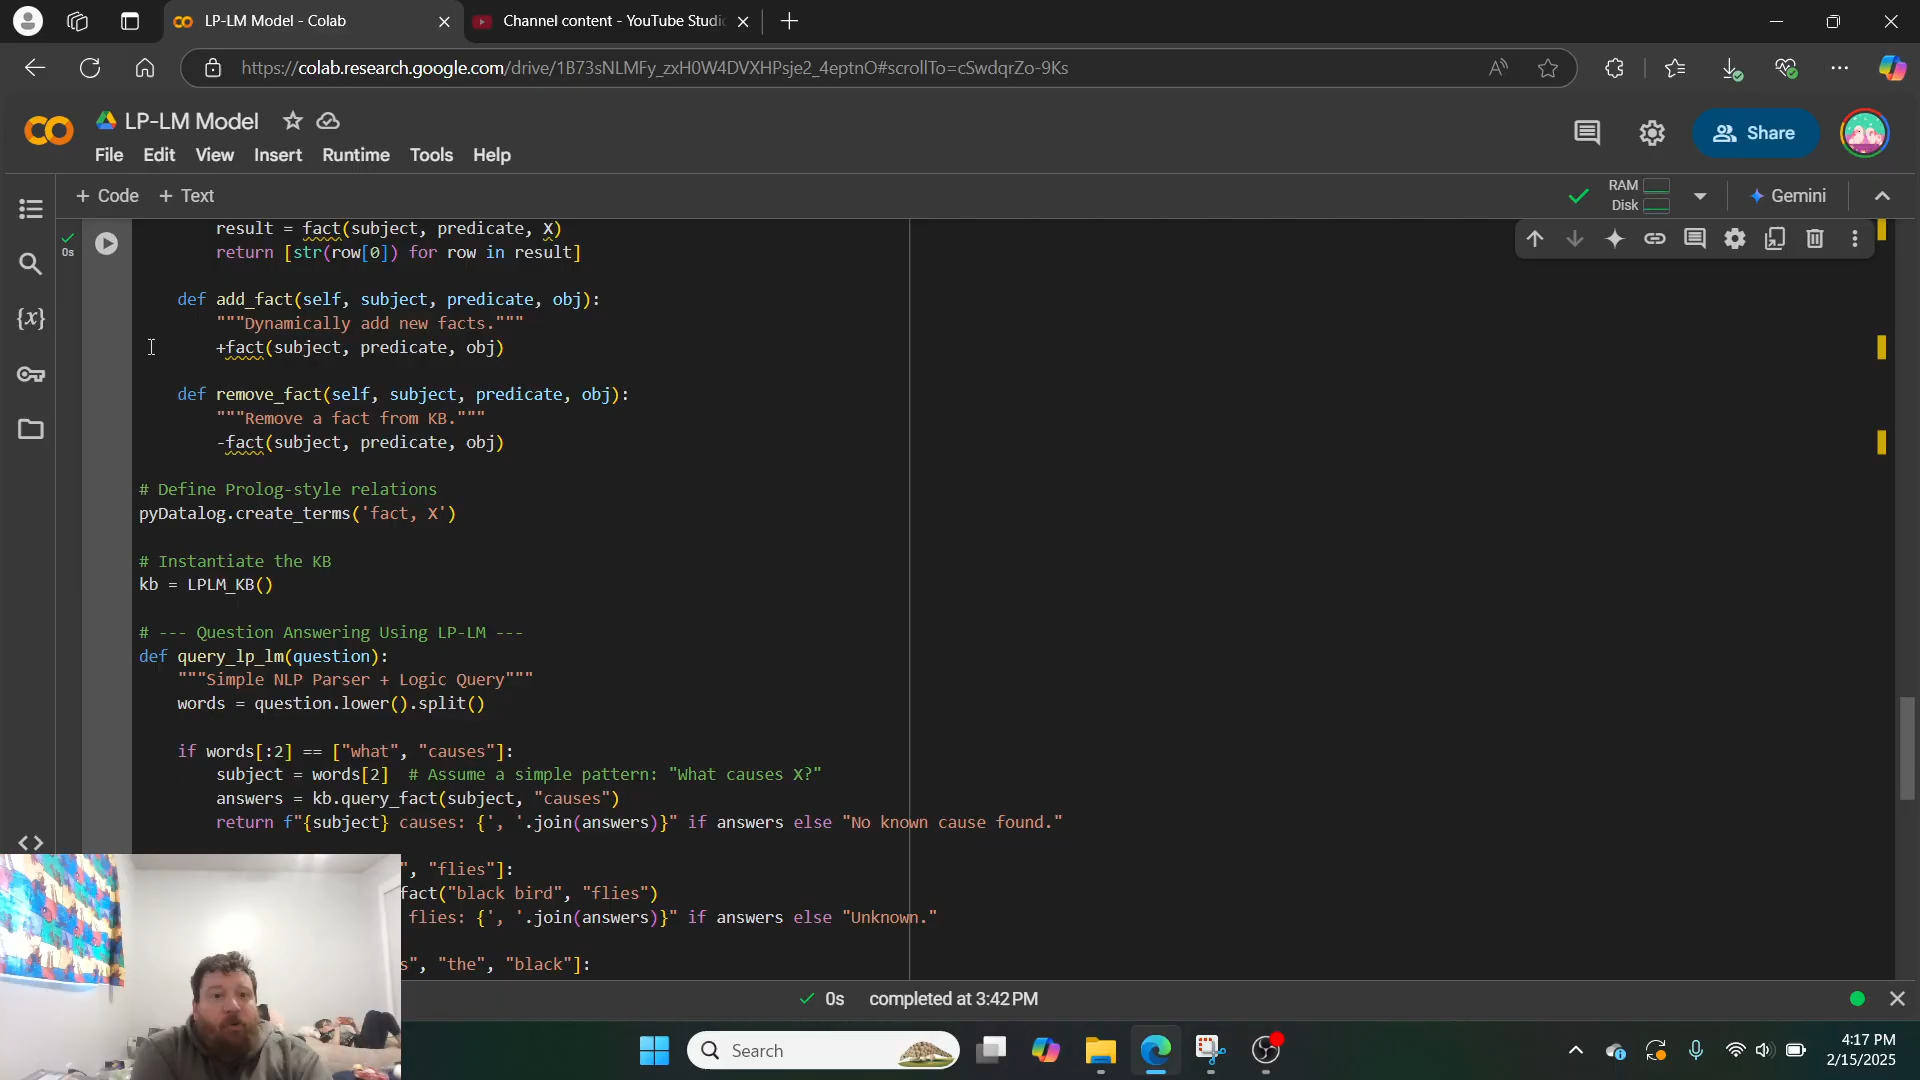 LP-LM Model - Colab
Channel content - YouTube Studi
https://colab.research.google.com/drive/1B73sNLMFy_zxH0W4DVXHPsje2_4eptnO#scrollTo=cSwdqrZo-9Ks
LP-LM Model
Share
File Edit View Insert Runtime Tools Help
+ Code + Text
RAM
Disk
Gemini
0s
result = fact(subject, predicate, X)
return [str(row[0]) for row in result]
def add_fact(self, subject, predicate, obj):
"""Dynamically add new facts."""
+fact(subject, predicate, obj)
def remove_fact(self, subject, predicate, obj):
"""Remove a fact from KB."""
-fact(subject, predicate, obj)
# Define Prolog-style relations
pyDatalog.create_terms('fact, X')
# Instantiate the KB
kb = LPLM_KB()
# --- Question Answering Using LP-LM ---
def query_lp_lm(question):
"""Simple NLP Parser + Logic Query"""
words = question.lower().split()
if words[:2] == ["what", "causes"]:
subject = words[2] # Assume a simple pattern: "What causes X?"
answers = kb.query_fact(subject, "causes")
return f"{subject} causes: {', '.join(answers)}" if answers else "No known cause found."
", "flies"]:
fact("black bird", "flies")
flies: {', '.join(answers)}" if answers else "Unknown."
s", "the", "black"]:
0s completed at 3:42 PM
Search
4:17 PM
2/15/2025